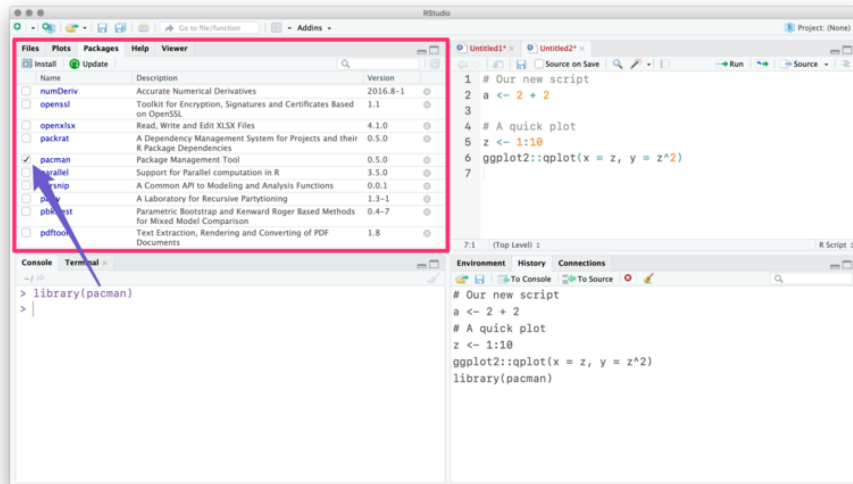 RStudio
Go to file/function
Addins
Project: (None)
Files Plots Packages Help Viewer
Install Update
Name Description Version
numDeriv Accurate Numerical Derivatives 2016.8-1
openssl Toolkit for Encryption, Signatures and Certificates Based on OpenSSL 1.1
openxlsx Read, Write and Edit XLSX Files 4.1.0
packrat A Dependency Management System for Projects and their R Package Dependencies 0.5.0
pacman Package Management Tool 0.5.0
parallel Support for Parallel computation in R 3.5.0
A Common API to Modeling and Analysis Functions 0.0.1
A Laboratory for Recursive Partytioning 1.3-1
Parametric Bootstrap and Kenward Roger Based Methods for Mixed Model Comparison 0.4-7
Text Extraction, Rendering and Converting of PDF Documents 1.8
Untitled1* Untitled2*
Source on Save Run Source
1 # Our new script
2 a <- 2 + 2
3
4 # A quick plot
5 z <- 1:10
6 ggplot2::qplot(x = z, y = z^2)
7
7:1 (Top Level) R Script
Console Terminal
~/
> library(pacman)
>
Environment History Connections
To Console To Source
# Our new script
a <- 2 + 2
# A quick plot
z <- 1:10
ggplot2::qplot(x = z, y = z^2)
library(pacman)